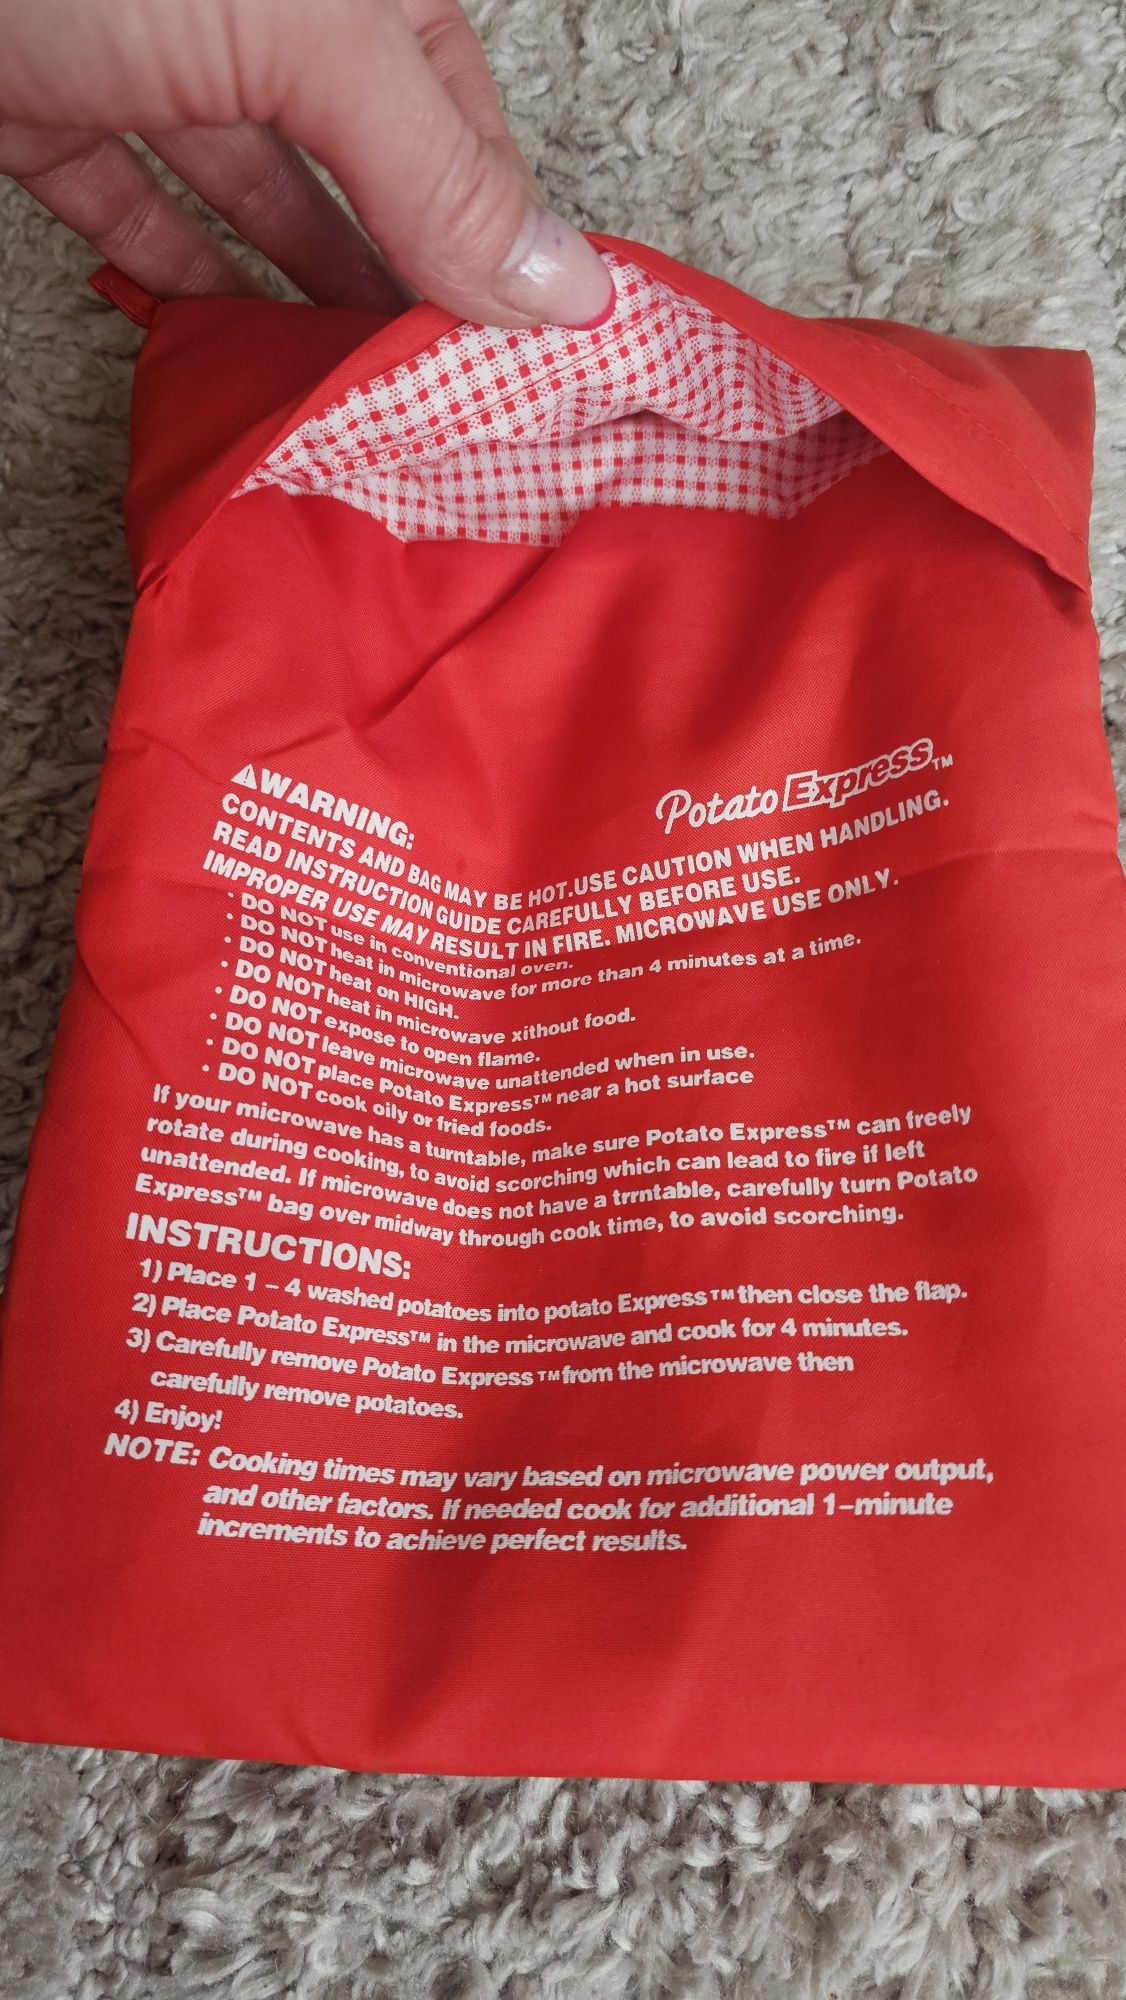 Potato Express™
⚠WARNING:
CONTENTS AND BAG MAY BE HOT.USE CAUTION WHEN HANDLING.
READ INSTRUCTION GUIDE CAREFULLY BEFORE USE.
IMPROPER USE MAY RESULT IN FIRE. MICROWAVE USE ONLY.
• DO NOT use in conventional oven.
• DO NOT heat in microwave for more than 4 minutes at a time.
• DO NOT heat on HIGH.
• DO NOT heat in microwave xithout food.
• DO NOT expose to open flame.
• DO NOT leave microwave unattended when in use.
• DO NOT place Potato Express™ near a hot surface
• DO NOT cook oily or fried foods.
If your microwave has a turntable, make sure Potato Express™ can freely
rotate during cooking, to avoid scorching which can lead to fire if left
unattended. If microwave does not have a trrntable, carefully turn Potato
Express™ bag over midway through cook time, to avoid scorching.
INSTRUCTIONS:
1) Place 1 – 4 washed potatoes into potato Express™ then close the flap.
2) Place Potato Express™ in the microwave and cook for 4 minutes.
3) Carefully remove Potato Express™ from the microwave then
carefully remove potatoes.
4) Enjoy!
NOTE: Cooking times may vary based on microwave power output,
and other factors. If needed cook for additional 1–minute
increments to achieve perfect results.